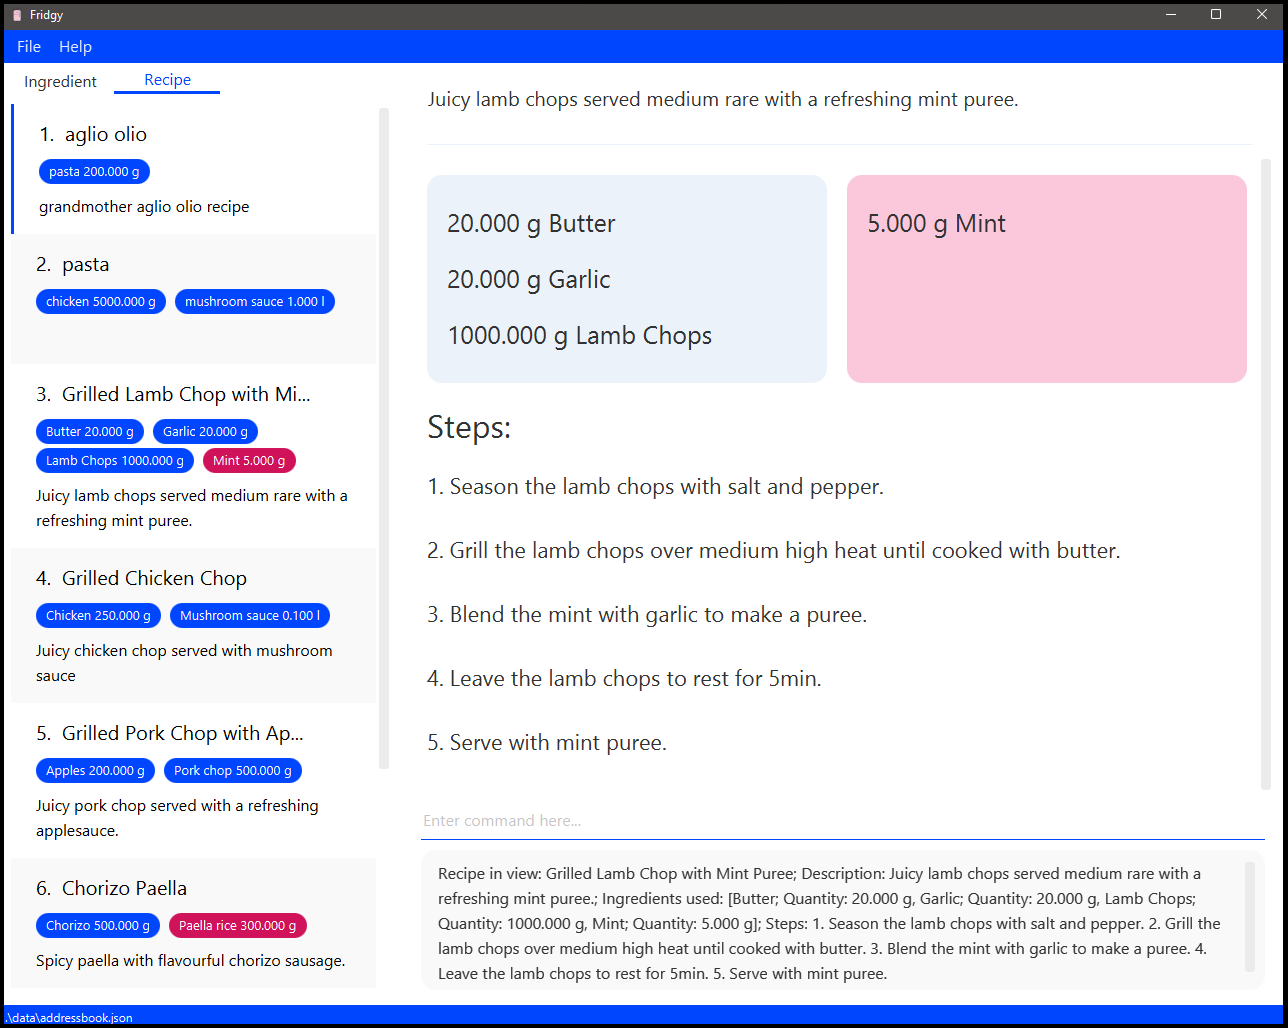 Fridgy
File Help
Ingredient Recipe
1. aglio olio
pasta 200.000 g
grandmother aglio olio recipe
2. pasta
chicken 5000.000 g mushroom sauce 1.000 l
3. Grilled Lamb Chop with Mi...
Butter 20.000 g Garlic 20.000 g
Lamb Chops 1000.000 g Mint 5.000 g
Juicy lamb chops served medium rare with a
refreshing mint puree.
4. Grilled Chicken Chop
Chicken 250.000 g Mushroom sauce 0.100 l
Juicy chicken chop served with mushroom
sauce
5. Grilled Pork Chop with Ap...
Apples 200.000 g Pork chop 500.000 g
Juicy pork chop served with a refreshing
applesauce.
6. Chorizo Paella
Chorizo 500.000 g Paella rice 300.000 g
Spicy paella with flavourful chorizo sausage.
Juicy lamb chops served medium rare with a refreshing mint puree.
20.000 g Butter
20.000 g Garlic
1000.000 g Lamb Chops
5.000 g Mint
Steps:
1. Season the lamb chops with salt and pepper.
2. Grill the lamb chops over medium high heat until cooked with butter.
3. Blend the mint with garlic to make a puree.
4. Leave the lamb chops to rest for 5min.
5. Serve with mint puree.
Enter command here...
Recipe in view: Grilled Lamb Chop with Mint Puree; Description: Juicy lamb chops served medium rare with a
refreshing mint puree.; Ingredients used: [Butter; Quantity: 20.000 g, Garlic; Quantity: 20.000 g, Lamb Chops;
Quantity: 1000.000 g, Mint; Quantity: 5.000 g]; Steps: 1. Season the lamb chops with salt and pepper. 2. Grill the
lamb chops over medium high heat until cooked with butter. 3. Blend the mint with garlic to make a puree. 4.
Leave the lamb chops to rest for 5min. 5. Serve with mint puree.
.\data\addressbook.json